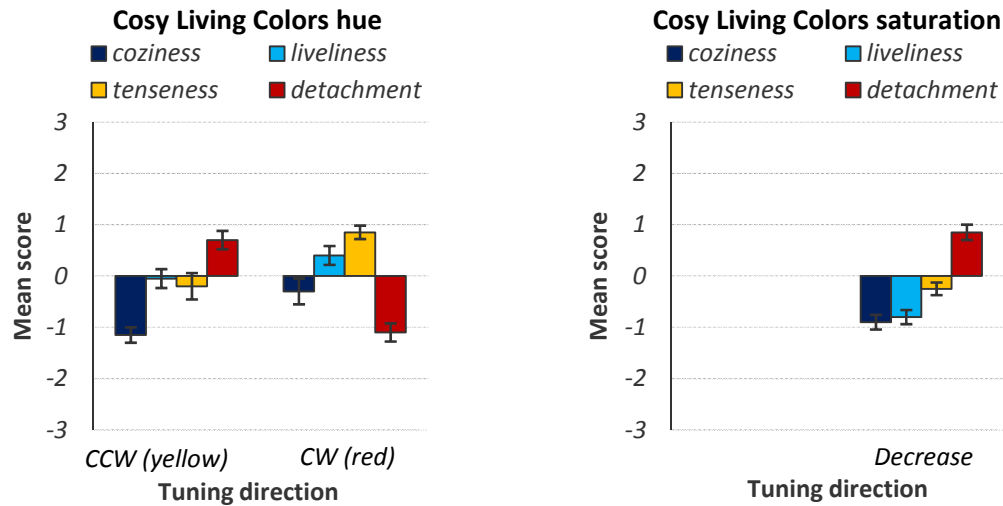 Cosy Living Colors hue
coziness liveliness
tenseness detachment
3
2
1
0
-1
-2
-3
Mean score
CCW (yellow) CW (red)
Tuning direction
Cosy Living Colors saturation
coziness liveliness
tenseness detachment
3
2
1
0
-1
-2
-3
Mean score
Decrease
Tuning direction